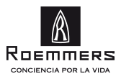 ROEMMERS
CONCIENCIA POR LA VIDA